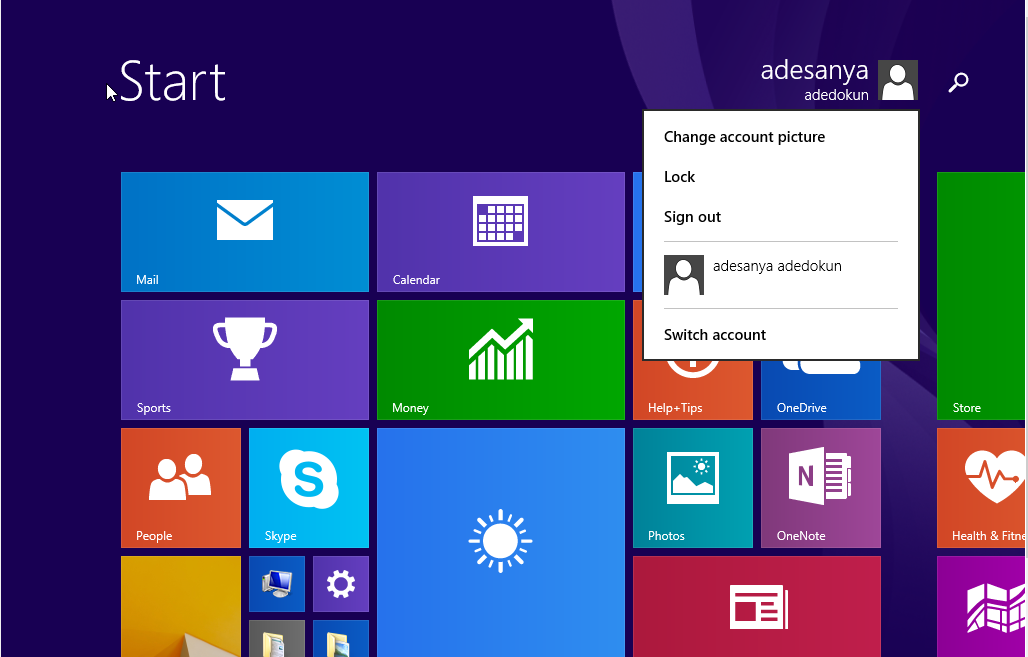 Start
adesanya
adedokun
Change account picture
Lock
Sign out
adesanya adedokun
Switch account
Mail
Calendar
Sports
Money
Help+Tips
OneDrive
Store
People
Skype
Photos
OneNote
Health & Fitne